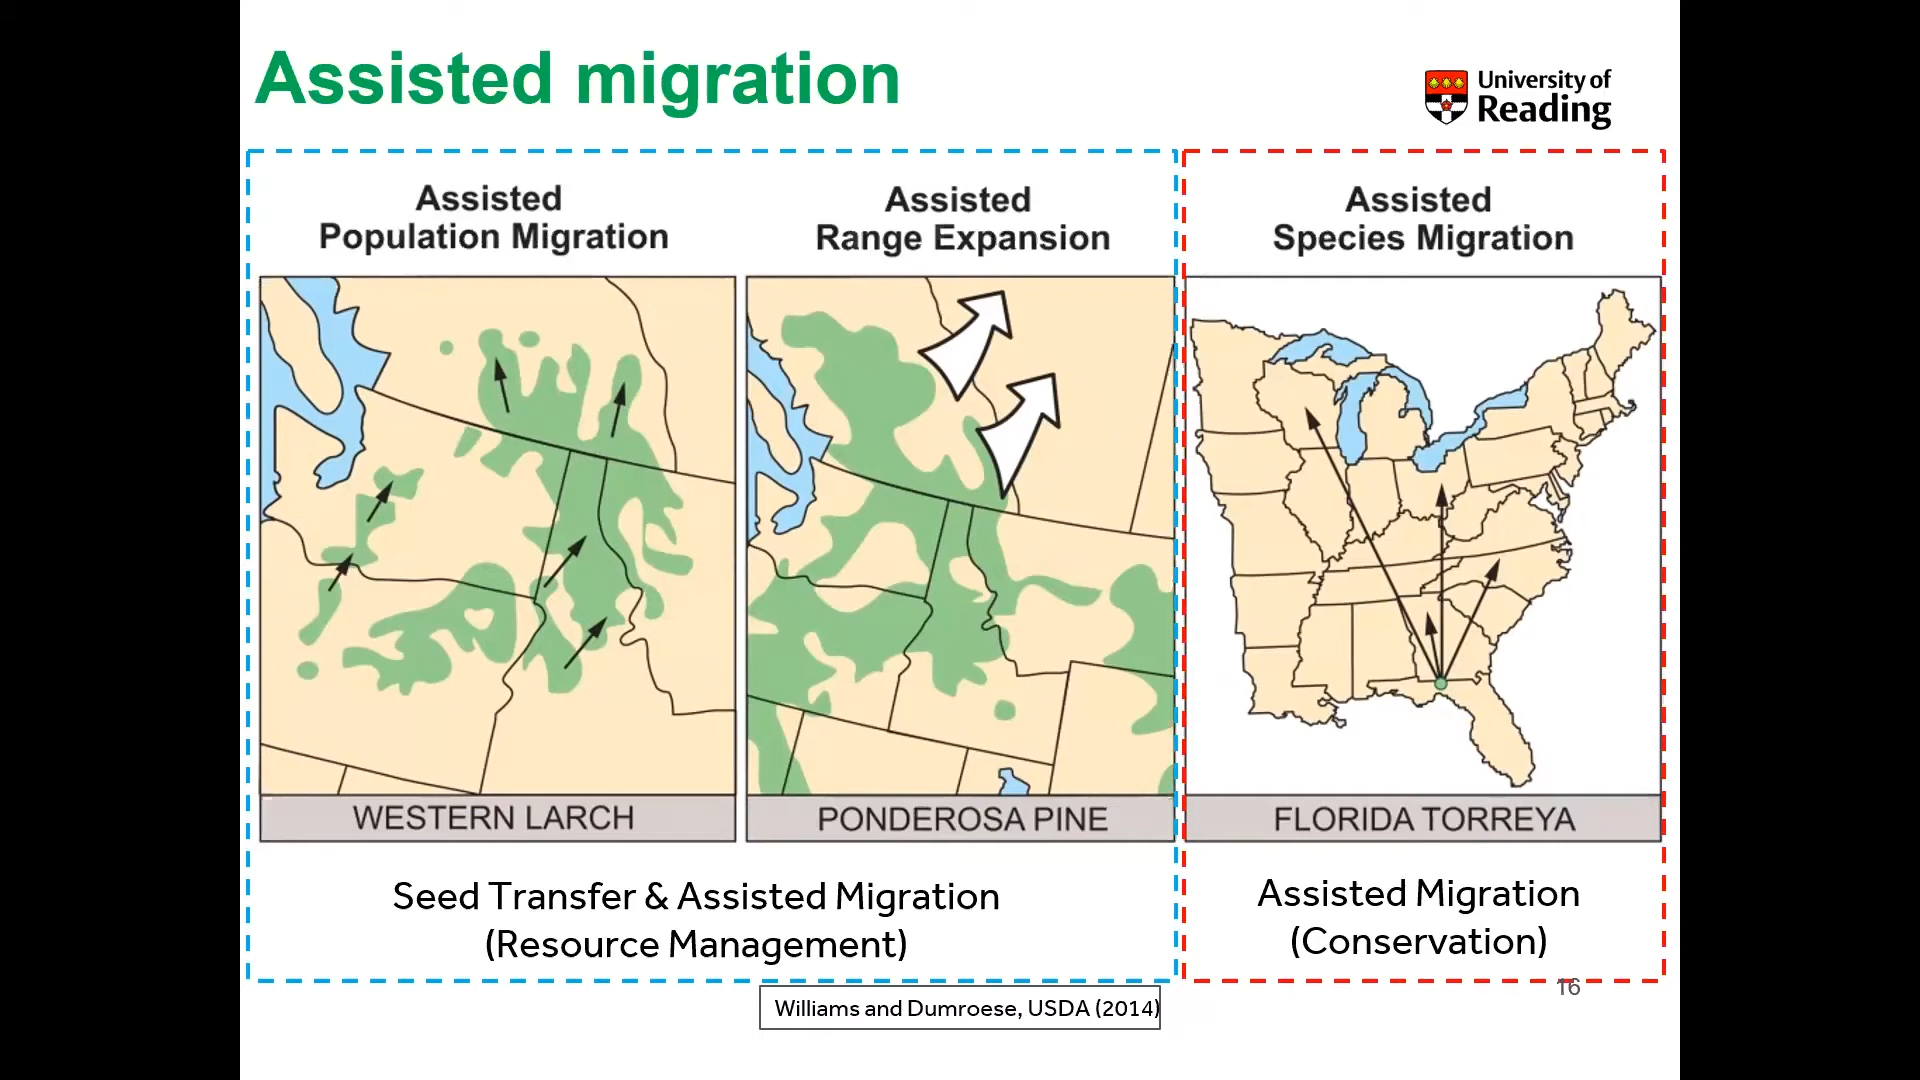 Assisted migration
University of
Reading
Assisted
Population Migration
Assisted
Range Expansion
Assisted
Species Migration
WESTERN LARCH
PONDEROSA PINE
FLORIDA TORREYA
Seed Transfer & Assisted Migration
(Resource Management)
Assisted Migration
(Conservation)
16
Williams and Dumroese, USDA (2014)